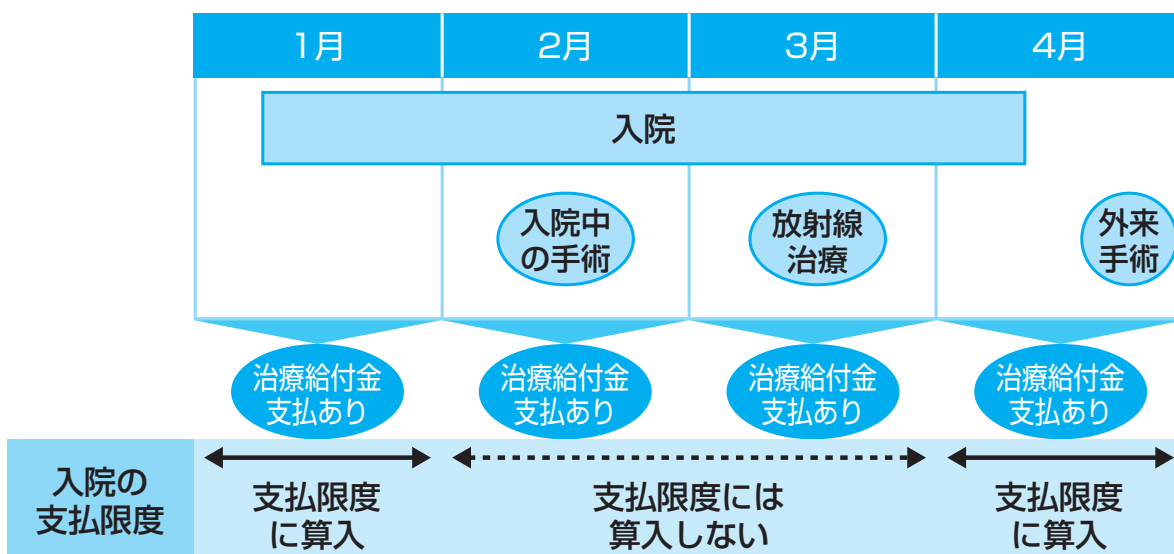 1月
2月
3月
4月
入院
入院中
の手術
放射線
治療
外来
手術
治療給付金
支払あり
治療給付金
支払あり
治療給付金
支払あり
治療給付金
支払あり
入院の
支払限度
支払限度
に算入
支払限度には
算入しない
支払限度
に算入